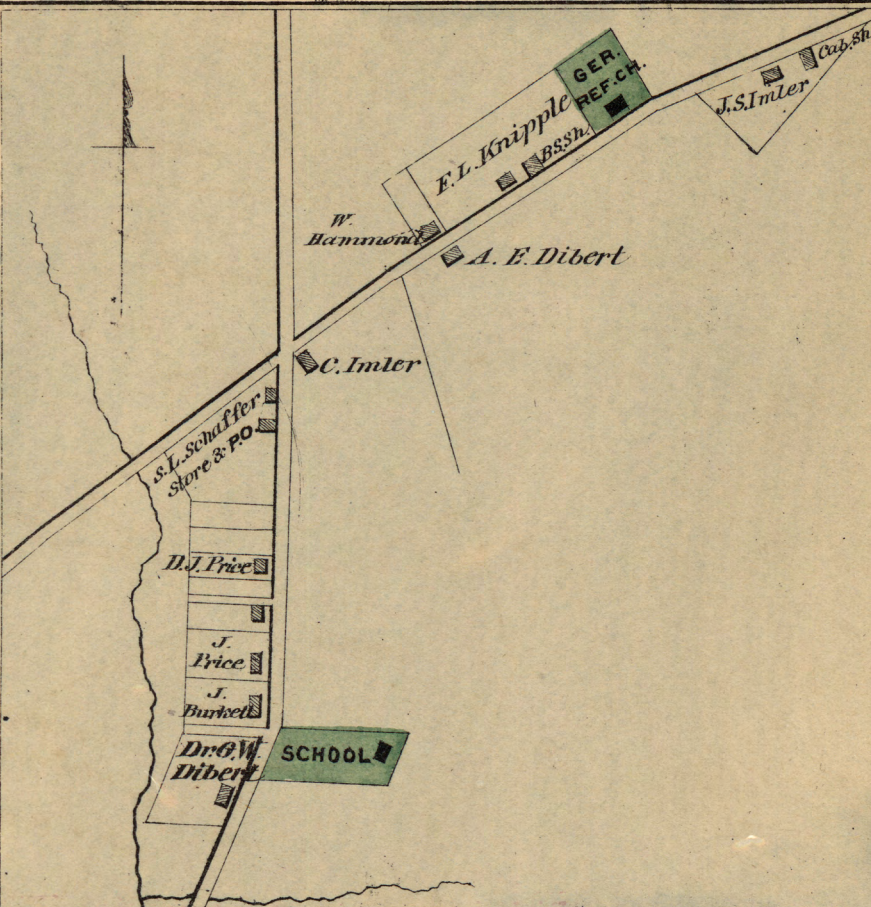 GER.
REF. CH.
Cab. Sh
J. S. Imler
F. L. Knipple
B.S. Sh.
W.
Hammond
A. E. Dibert
C. Imler
S. L. Schaffer
Store & P.O.
D. J. Price
J.
Price
J.
Burkett
Dr. G. W.
Dibert
SCHOOL